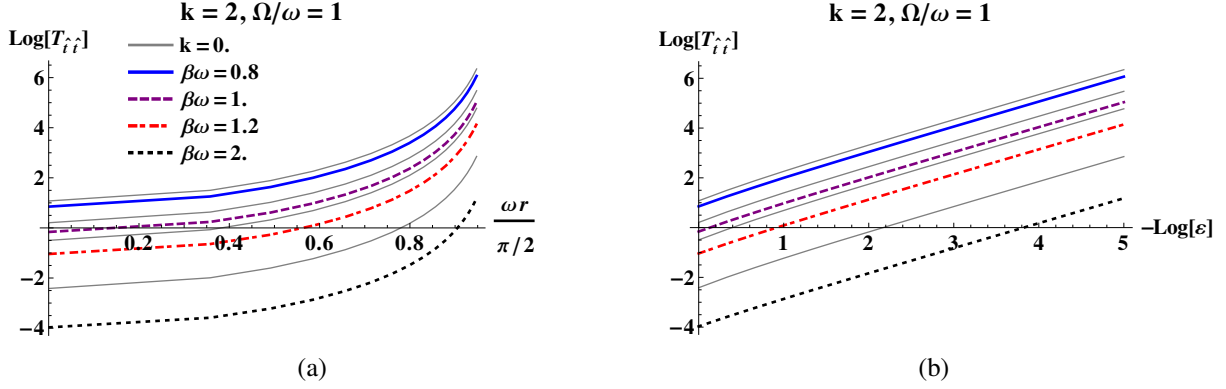 k = 2, Ω/ω = 1
Log[T_{t̂ t̂}]
k = 0.
βω = 0.8
βω = 1.
βω = 1.2
βω = 2.
6
4
2
−2
−4
0.2 0.4 0.6 0.8
ωr
π/2
(a)
k = 2, Ω/ω = 1
Log[T_{t̂ t̂}]
6
4
2
−2
−4
1 2 3 4 5
−Log[ε]
(b)